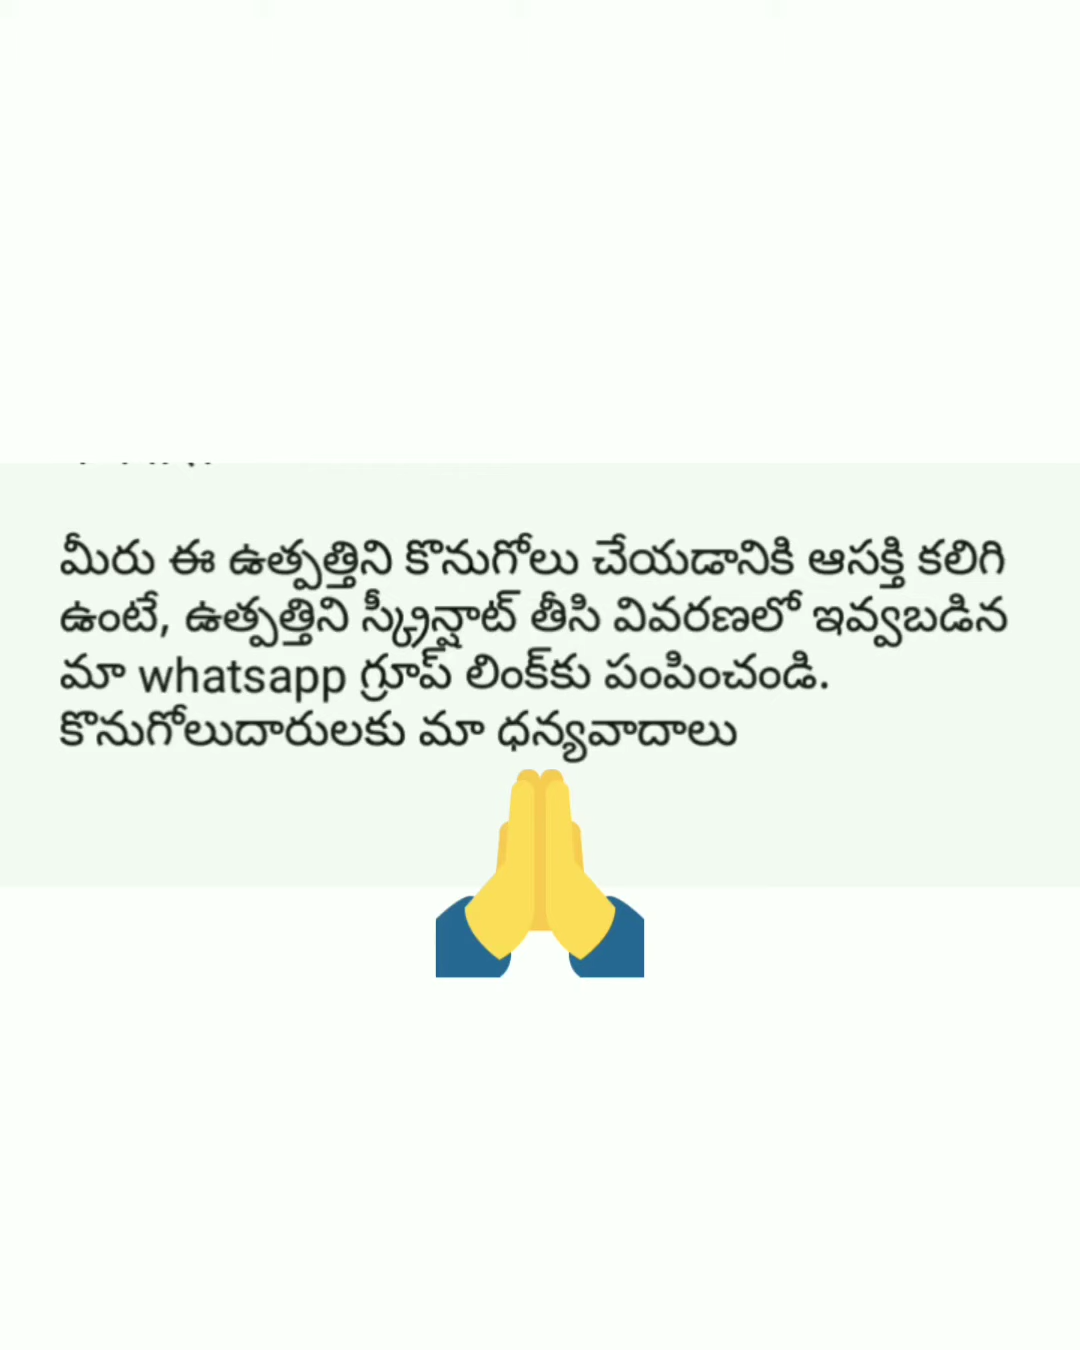 మీరు ఈ ఉత్పత్తిని కొనుగోలు చేయడానికి ఆసక్తి కలిగి
ఉంటే, ఉత్పత్తిని స్క్రీన్షాట్ తీసి వివరణలో ఇవ్వబడిన
మా whatsapp గ్రూప్ లింక్‌కు పంపించండి.
కొనుగోలుదారులకు మా ధన్యవాదాలు